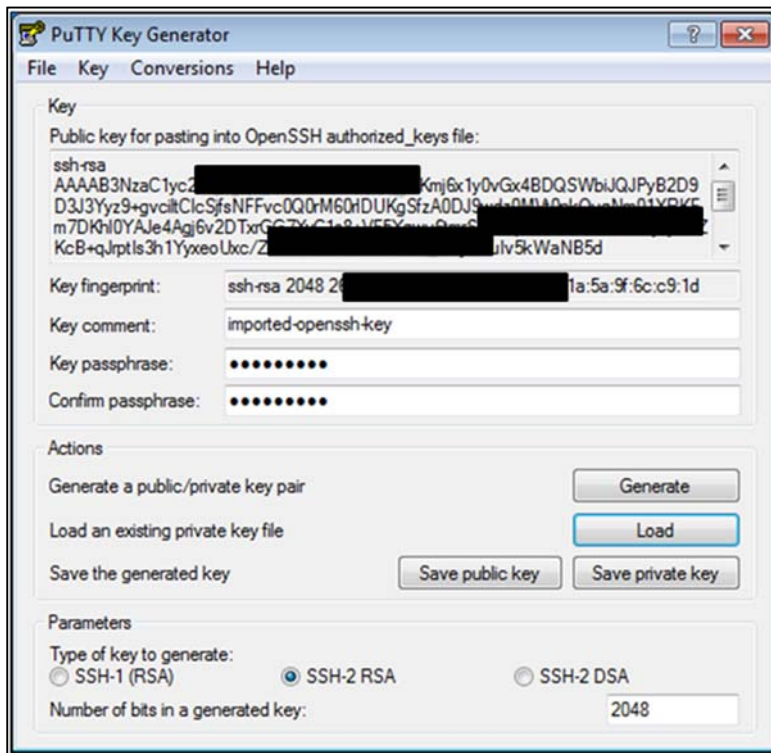 PuTTY Key Generator
File Key Conversions Help
Key
Public key for pasting into OpenSSH authorized_keys file:
ssh-rsa
AAAAB3NzaC1yc2 Kmj6x1y0vGx4BDQSWbiJQJPyB2D9
KcB+qJrptIs3h1YyxeoUxc/Z ulv5kWaNB5d
Key fingerprint: ssh-rsa 2048 26 1a:5a:9f:6c:c9:1d
Key comment: imported-openssh-key
Key passphrase: ●●●●●●●●●
Confirm passphrase: ●●●●●●●●●
Actions
Generate a public/private key pair Generate
Load an existing private key file Load
Save the generated key Save public key Save private key
Parameters
Type of key to generate:
SSH-1 (RSA) SSH-2 RSA SSH-2 DSA
Number of bits in a generated key: 2048